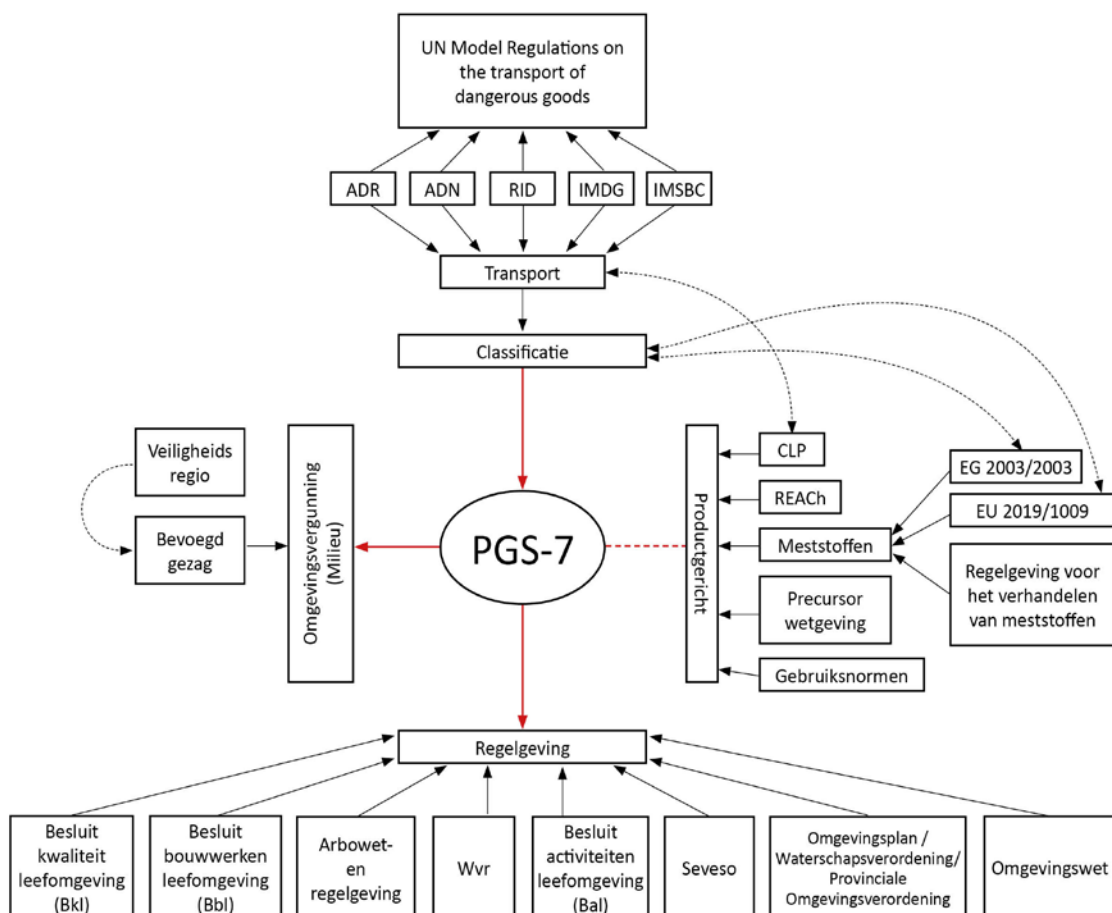 UN Model Regulations on
the transport of
dangerous goods
ADR
ADN
RID
IMDG
IMSBC
Transport
Classificatie
Veiligheids
regio
Bevoegd
gezag
Omgevingsvergunning
(Milieu)
PGS-7
Productgericht
CLP
REACh
Meststoffen
Precursor
wetgeving
Gebruiksnormen
EG 2003/2003
EU 2019/1009
Regelgeving voor
het verhandelen
van meststoffen
Regelgeving
Besluit
kwaliteit
leefomgeving
(Bkl)
Besluit
bouwwerken
leefomgeving
(Bbl)
Arbowet-
en
regelgeving
Wvr
Besluit
activiteiten
leefomgeving
(Bal)
Seveso
Omgevingsplan /
Waterschapsverordening/
Provinciale
Omgevingsverordening
Omgevingswet